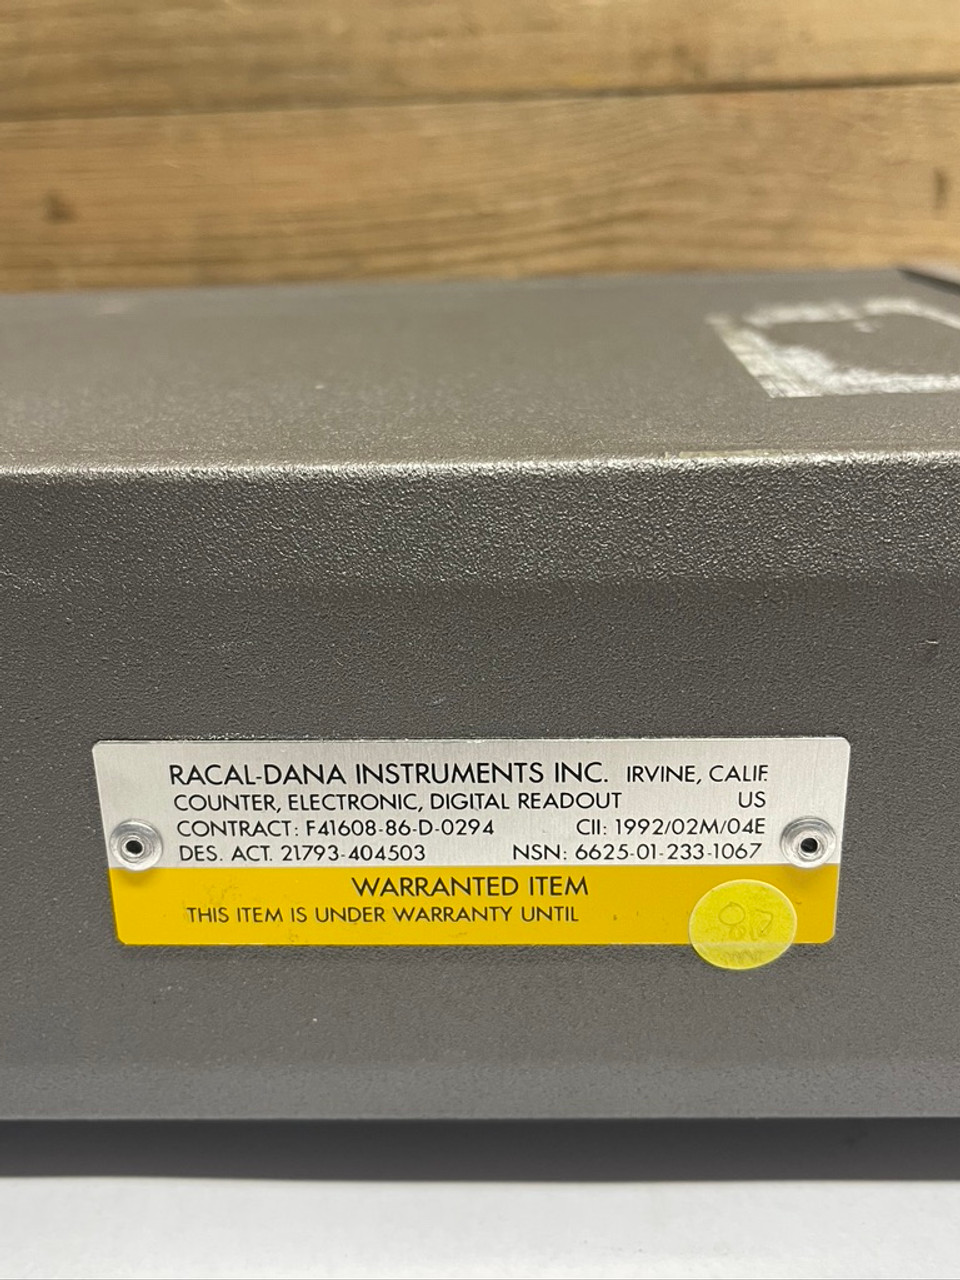 RACAL-DANA INSTRUMENTS INC. IRVINE, CALIF.
COUNTER, ELECTRONIC, DIGITAL READOUT US
CONTRACT: F41608-86-D-0294 CII: 1992/02M/04E
DES. ACT. 21793-404503 NSN: 6625-01-233-1067
WARRANTED ITEM
THIS ITEM IS UNDER WARRANTY UNTIL